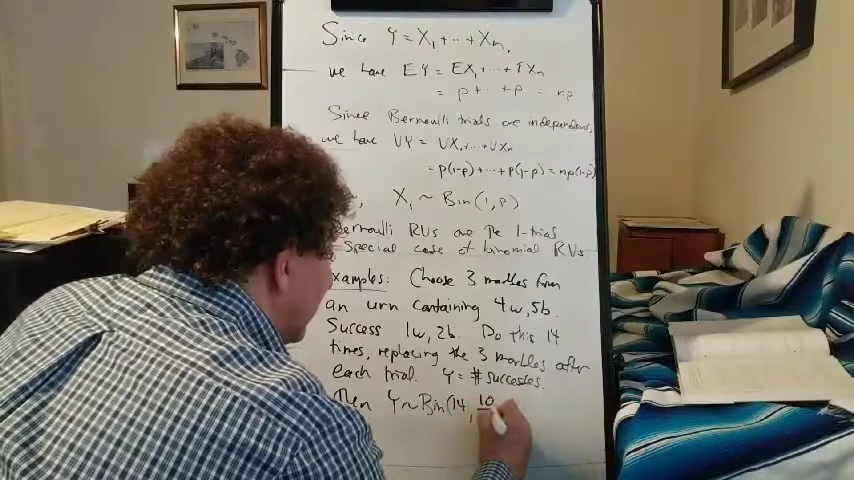 Since Y = X₁ + ·· + Xₙ,
we have EY = EX₁ + ··· + EXₙ
= p + ·· + p = np
Since Bernoulli trials are independent,
we have VY = VX₁ + ··· + VXₙ
= p(1-p) + ··· + p(1-p) = np(1-p)
X₁ ~ Bin(1, p)
Bernoulli RVs are the 1-trial
special case of binomial RVs
Examples: Choose 3 marbles from
an urn containing 4w, 5b.
Success 1w, 2b. Do this 14
times, replacing the 3 marbles after
each trial. Y = # successes.
Then Y ~ Bin(14, 10